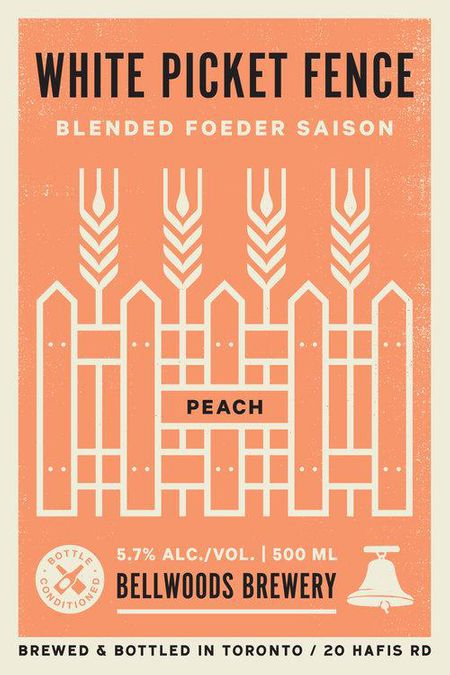 WHITE PICKET FENCE
BLENDED FOEDER SAISON
PEACH
BOTTLE
CONDITIONED
5.7% ALC./VOL. | 500 ML
BELLWOODS BREWERY
BREWED & BOTTLED IN TORONTO / 20 HAFIS RD